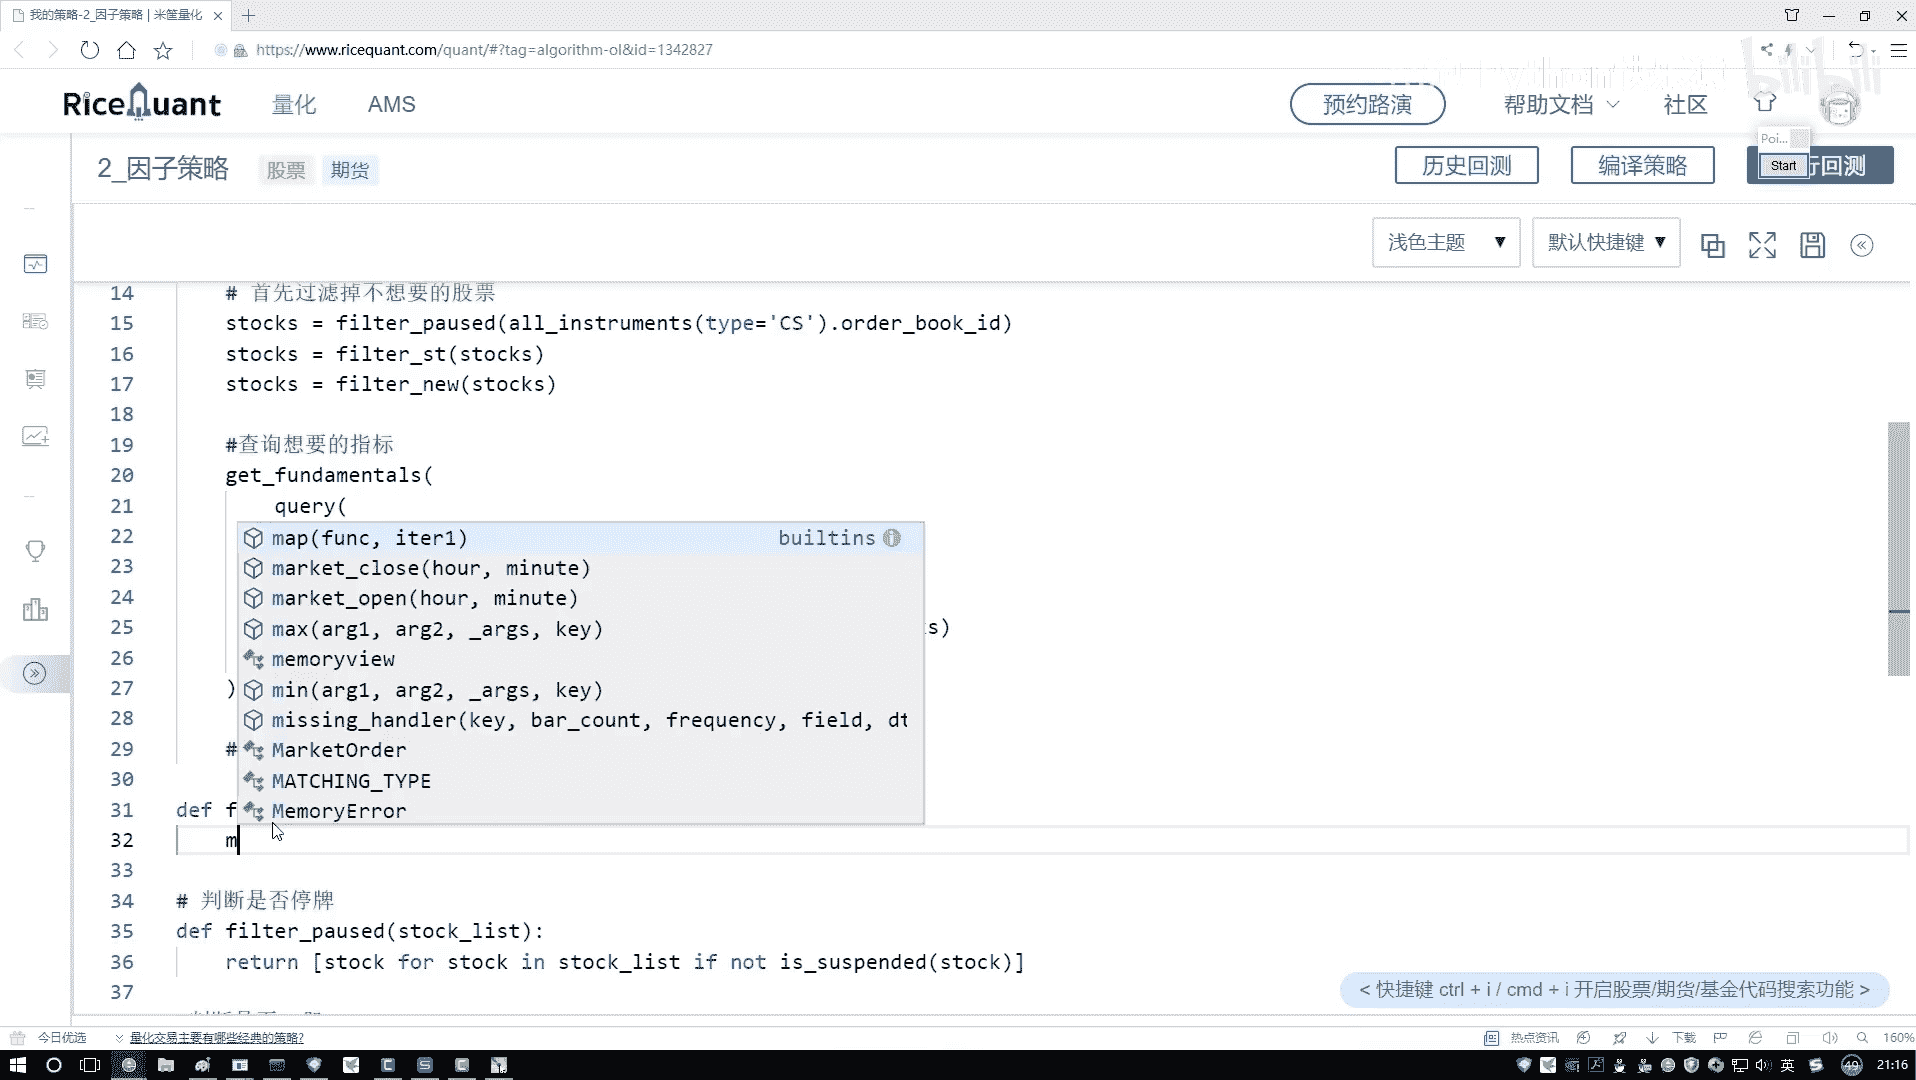 我的策略-2_因子策略 | 米筐量化
https://www.ricequant.com/quant/#?tag=algorithm-ol&id=1342827
RiceQuant 量化 AMS 预约路演 帮助文档 社区
Poi...
2_因子策略 股票 期货 历史回测 编译策略 Start 行回测
浅色主题 ▼ 默认快捷键 ▼
14 # 首先过滤掉不想要的股票
15 stocks = filter_paused(all_instruments(type='CS').order_book_id)
16 stocks = filter_st(stocks)
17 stocks = filter_new(stocks)
18
19 #查询想要的指标
20 get_fundamentals(
21 query(
22 map(func, iter1) builtins
23 market_close(hour, minute)
24 market_open(hour, minute)
25 max(arg1, arg2, _args, key) s)
26 memoryview
27 ) min(arg1, arg2, _args, key)
28 missing_handler(key, bar_count, frequency, field, dt
29 # MarketOrder
30 MATCHING_TYPE
31 def f MemoryError
32 m
33
34 # 判断是否停牌
35 def filter_paused(stock_list):
36 return [stock for stock in stock_list if not is_suspended(stock)]
37
< 快捷键 ctrl + i / cmd + i 开启股票/期货/基金代码搜索功能 >
今日优选 量化交易主要有哪些经典的策略? 热点资讯 下载 160%
英 49 21:16